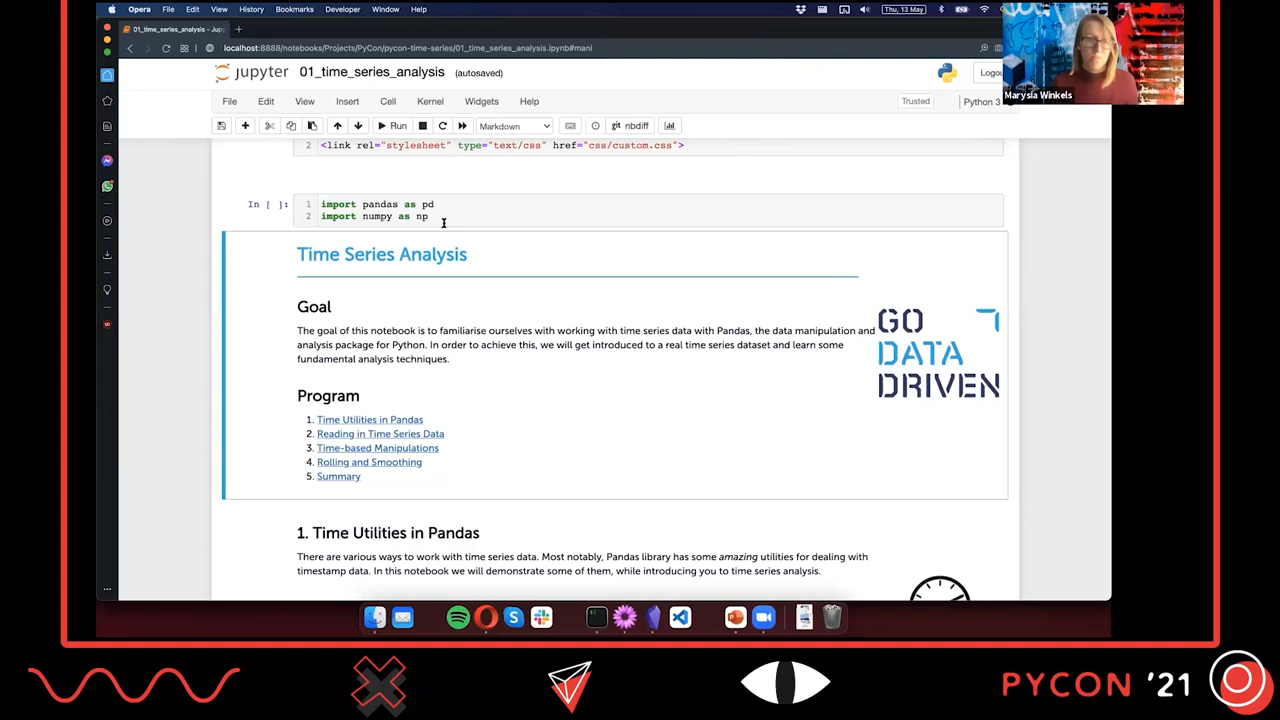 Opera File Edit View History Bookmarks Developer Window Help Thu, 13 May
01_time_series_analysis - Jup
localhost:8888/notebooks/Projects/PyCon/pycon-time-series/01_time_series_analysis.ipynb#mani
jupyter 01_time_series_analysis (autosaved) Logou
File Edit View Insert Cell Kernel Widgets Help Trusted Python 3
Run Markdown git nbdiff
Marysia Winkels
2 <link rel="stylesheet" type="text/css" href="css/custom.css">
In [ ]: 1 import pandas as pd
2 import numpy as np
Time Series Analysis
Goal
The goal of this notebook is to familiarise ourselves with working with time series data with Pandas, the data manipulation and
analysis package for Python. In order to achieve this, we will get introduced to a real time series dataset and learn some
fundamental analysis techniques.
GO
DATA
DRIVEN
Program
1. Time Utilities in Pandas
2. Reading in Time Series Data
3. Time-based Manipulations
4. Rolling and Smoothing
5. Summary
1. Time Utilities in Pandas
There are various ways to work with time series data. Most notably, Pandas library has some amazing utilities for dealing with
timestamp data. In this notebook we will demonstrate some of them, while introducing you to time series analysis.
PYCON '21